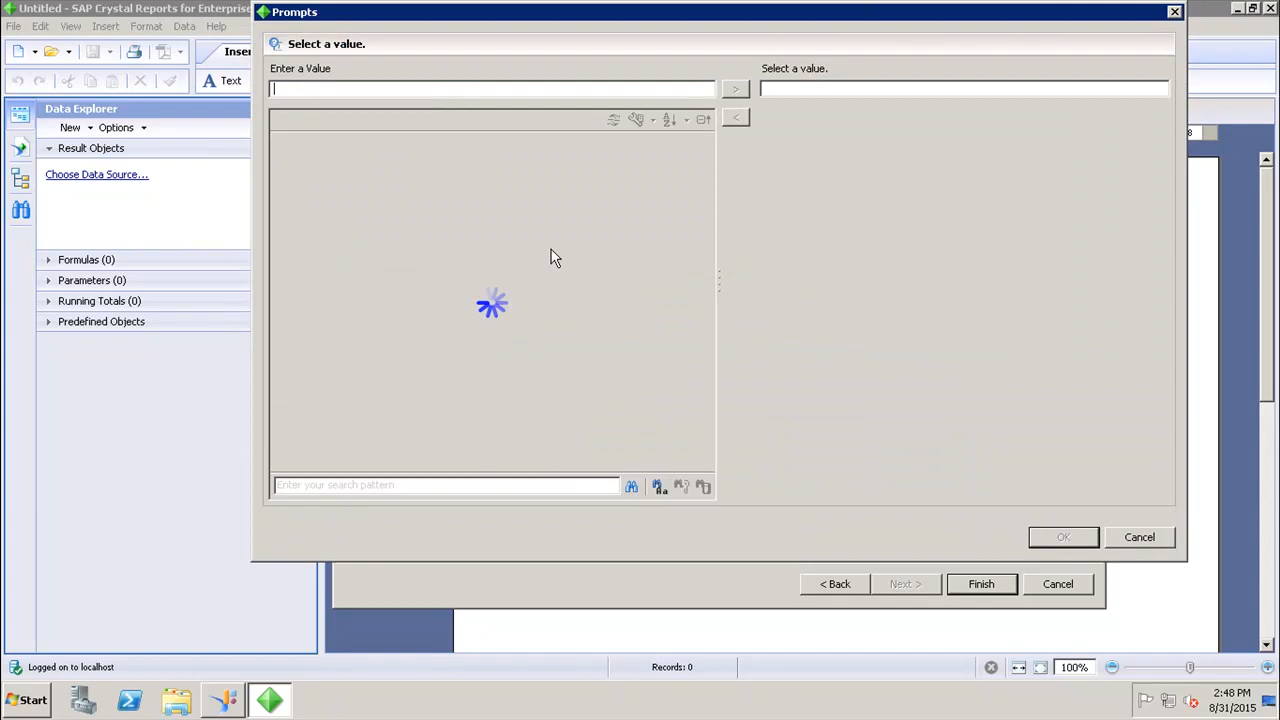 Untitled - SAP Crystal Reports for Enterprise
Prompts
File Edit View Insert Format Data Help
Select a value.
Enter a Value
Select a value.
>
<
Text
Data Explorer
New Options
Result Objects
Choose Data Source...
8
Formulas (0)
Parameters (0)
Running Totals (0)
Predefined Objects
Enter your search pattern
OK Cancel
< Back Next > Finish Cancel
Logged on to localhost
Records: 0
100%
Start
2:48 PM
8/31/2015